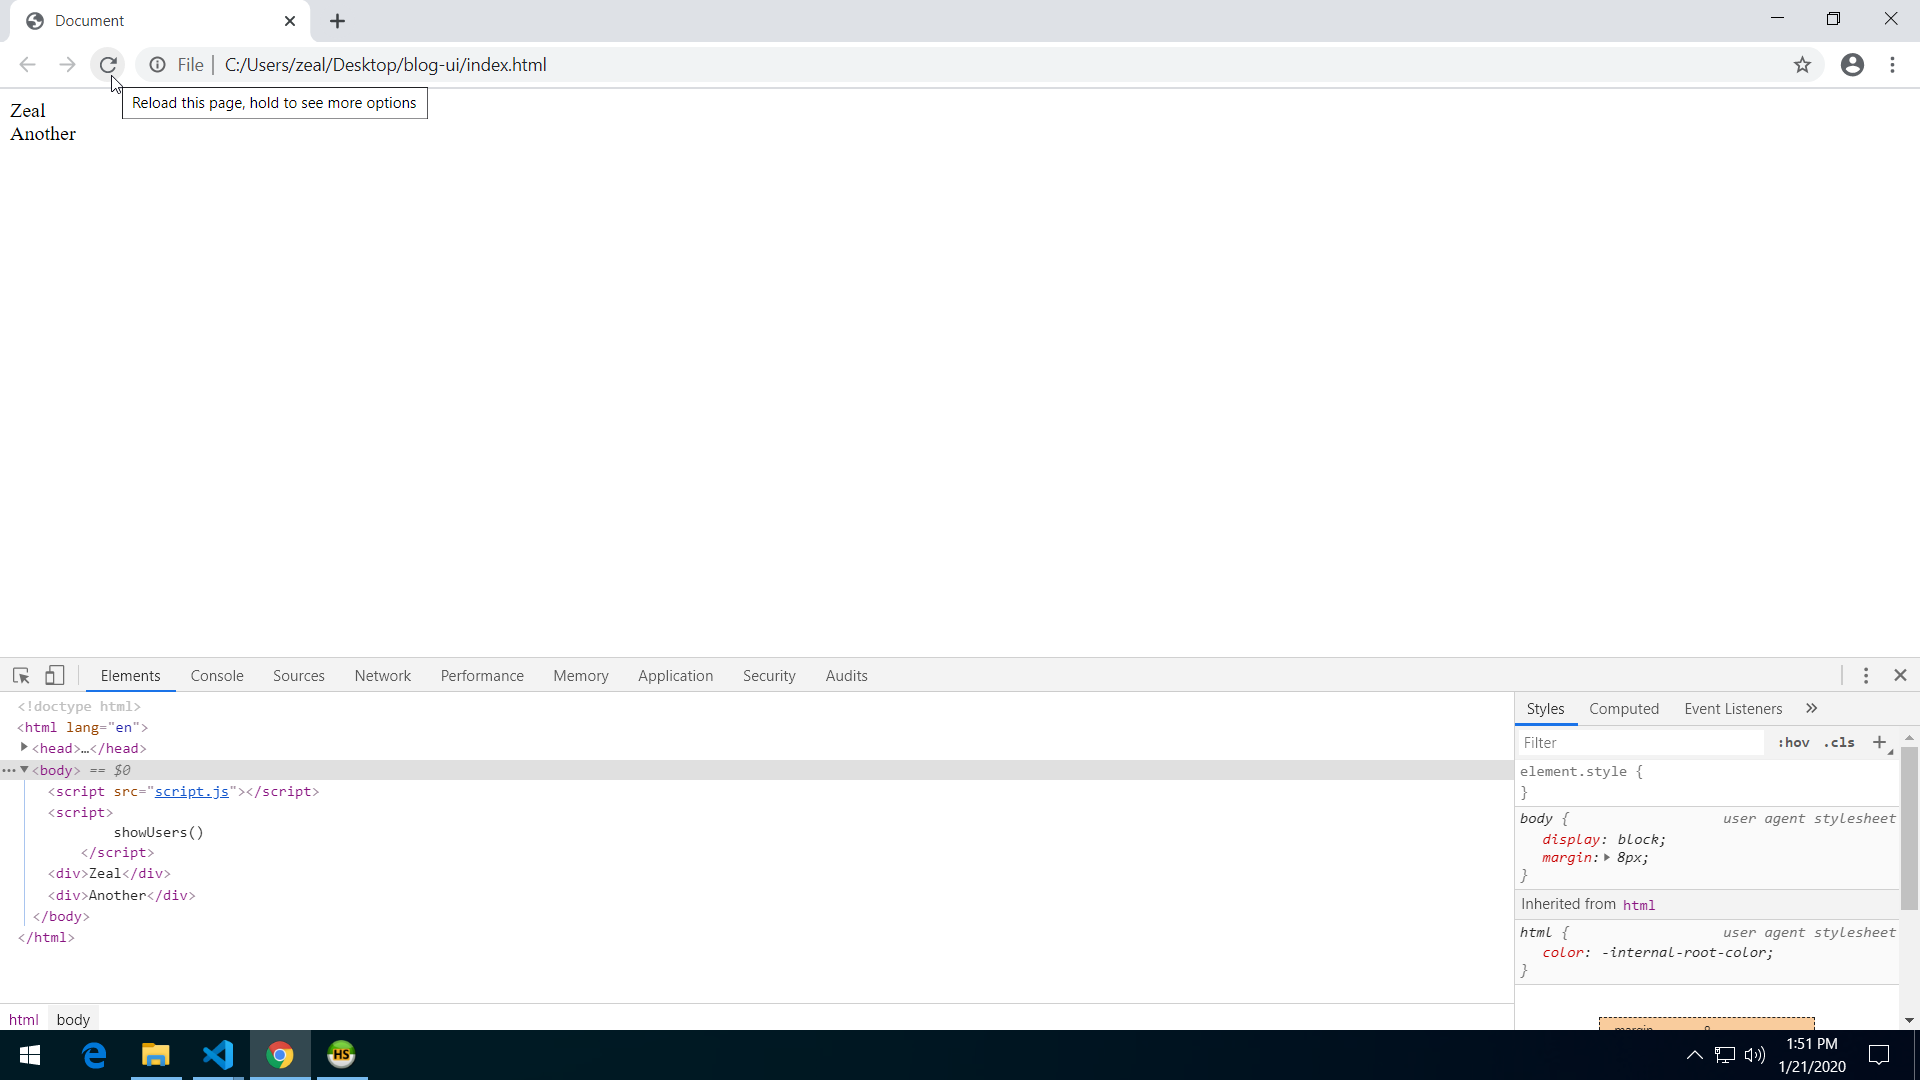 Document
File | C:/Users/zeal/Desktop/blog-ui/index.html
Reload this page, hold to see more options
Zeal
Another
Elements Console Sources Network Performance Memory Application Security Audits
<!doctype html>
<html lang="en">
<head>…</head>
<body> == $0
<script src="script.js"></script>
<script>
showUsers()
</script>
<div>Zeal</div>
<div>Another</div>
</body>
</html>
html body
Styles Computed Event Listeners »
Filter :hov .cls +
element.style {
}
body { user agent stylesheet
display: block;
margin: 8px;
}
Inherited from html
html { user agent stylesheet
color: -internal-root-color;
}
margin 8
HS
1:51 PM
1/21/2020